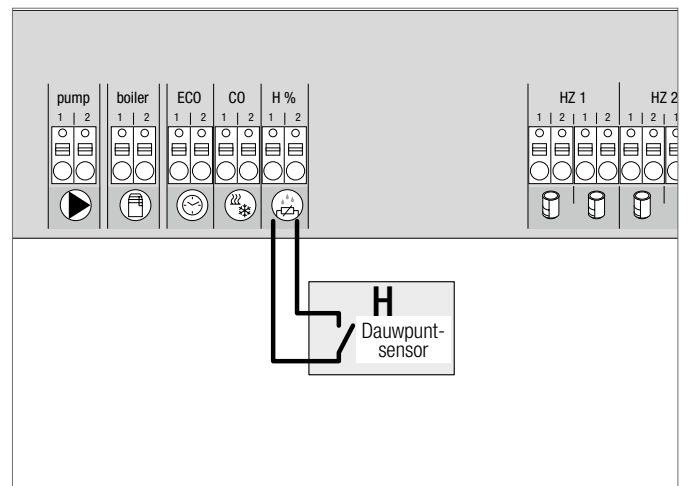 pump boiler ECO CO H % HZ 1 HZ 2
1 | 2 1 | 2 1 | 2 1 | 2 1 | 2 1 | 2 | 1 | 2 1 | 2 | 1
H
Dauwpunt-
sensor